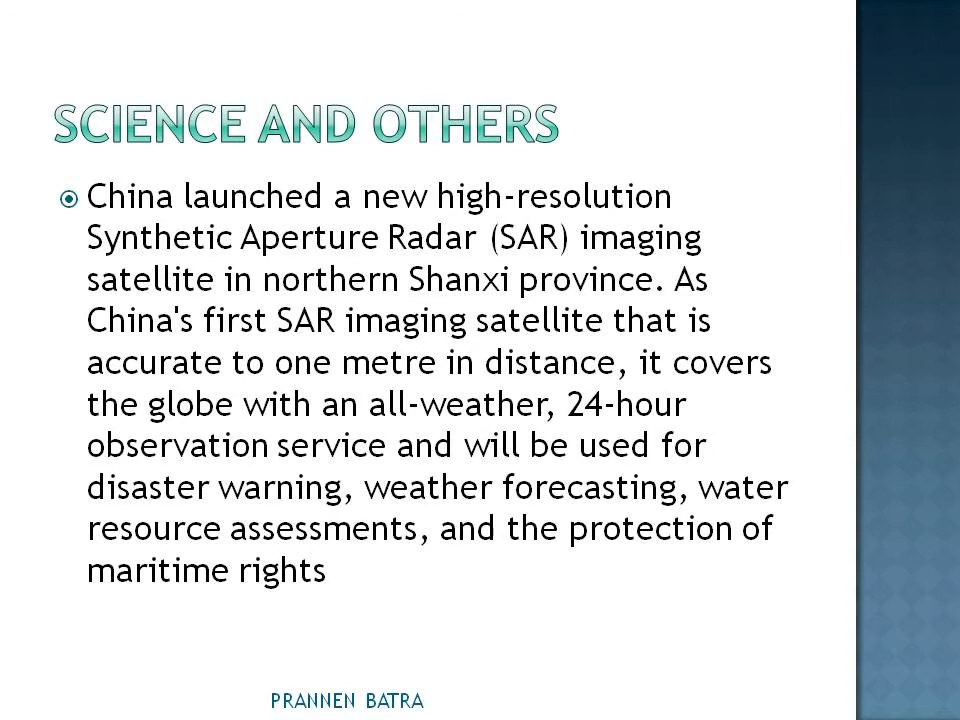 SCIENCE AND OTHERS
China launched a new high-resolution
Synthetic Aperture Radar (SAR) imaging
satellite in northern Shanxi province. As
China's first SAR imaging satellite that is
accurate to one metre in distance, it covers
the globe with an all-weather, 24-hour
observation service and will be used for
disaster warning, weather forecasting, water
resource assessments, and the protection of
maritime rights
PRANNEN BATRA